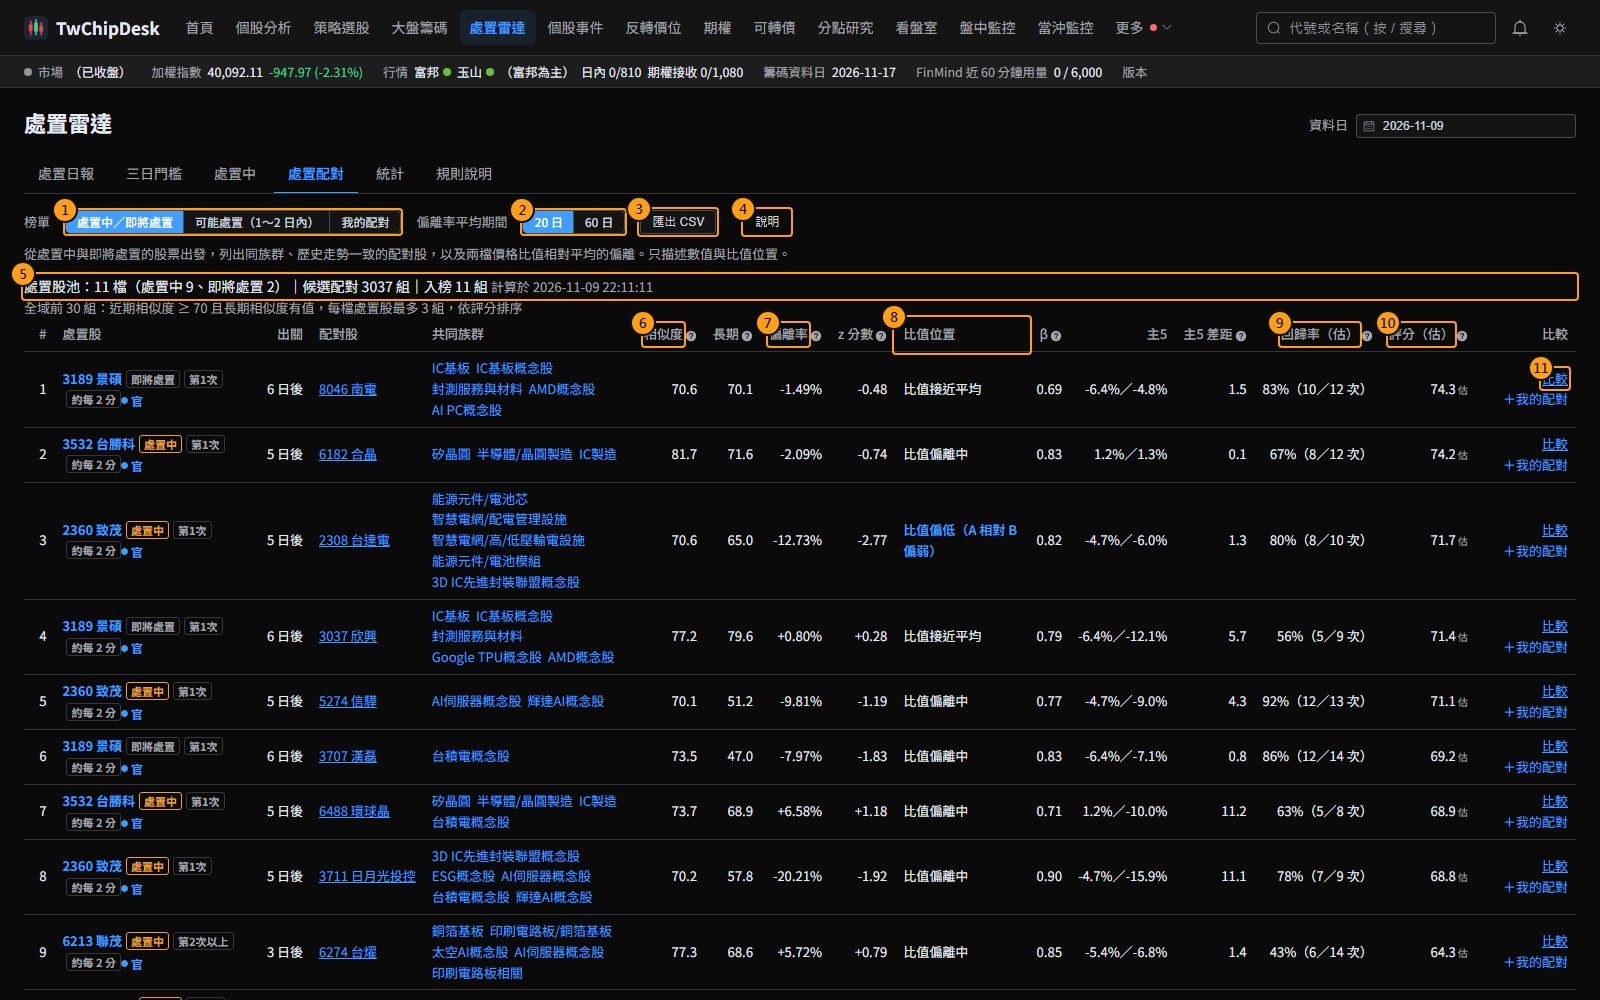 TwChipDesk 首頁 個股分析 策略選股 大盤籌碼 處置雷達 個股事件 反轉價位 期權 可轉債 分點研究 看盤室 盤中監控 當沖監控 更多 代號或名稱（按 / 搜尋）
市場 （已收盤） 加權指數 40,092.11 -947.97 (-2.31%) 行情 富邦 玉山 （富邦為主） 日內 0/810 期權接收 0/1,080 籌碼資料日 2026-11-17 FinMind 近 60 分鐘用量 0 / 6,000 版本
處置雷達 資料日 2026-11-09
處置日報 三日門檻 處置中 處置配對 統計 規則說明
榜單 1 處置中／即將處置 可能處置（1～2 日內） 我的配對 偏離率平均期間 2 20 日 60 日 3 匯出 CSV 4 說明
從處置中與即將處置的股票出發，列出同族群、歷史走勢一致的配對股，以及兩檔價格比值相對平均的偏離。只描述數值與比值位置。
5 處置股池：11 檔（處置中 9、即將處置 2）｜候選配對 3037 組｜入榜 11 組 計算於 2026-11-09 22:11:11
全域前 30 組：近期相似度 ≥ 70 且長期相似度有值，每檔處置股最多 3 組，依評分排序
# 處置股 出關 配對股 共同族群 6 相似度 長期 7 偏離率 z 分數 8 比值位置 β 主5 主5 差距 9 回歸率（估） 10 評分（估） 比較
1 3189 景碩 即將處置 第1次 約每 2 分 官 6 日後 8046 南電 IC基板 IC基板概念股 封測服務與材料 AMD概念股 AI PC概念股 70.6 70.1 -1.49% -0.48 比值接近平均 0.69 -6.4%／-4.8% 1.5 83%（10／12 次） 74.3 估 11 比較 ＋我的配對
2 3532 台勝科 處置中 第1次 約每 2 分 官 5 日後 6182 合晶 矽晶圓 半導體/晶圓製造 IC製造 81.7 71.6 -2.09% -0.74 比值偏離中 0.83 1.2%／1.3% 0.1 67%（8／12 次） 74.2 估 比較 ＋我的配對
3 2360 致茂 處置中 第1次 約每 2 分 官 5 日後 2308 台達電 能源元件/電池芯 智慧電網/配電管理設施 智慧電網/高/低壓輸電設施 能源元件/電池模組 3D IC先進封裝聯盟概念股 70.6 65.0 -12.73% -2.77 比值偏低（A 相對 B 偏弱） 0.82 -4.7%／-6.0% 1.3 80%（8／10 次） 71.7 估 比較 ＋我的配對
4 3189 景碩 即將處置 第1次 約每 2 分 官 6 日後 3037 欣興 IC基板 IC基板概念股 封測服務與材料 Google TPU概念股 AMD概念股 77.2 79.6 +0.80% +0.28 比值接近平均 0.79 -6.4%／-12.1% 5.7 56%（5／9 次） 71.4 估 比較 ＋我的配對
5 2360 致茂 處置中 第1次 約每 2 分 官 5 日後 5274 信驊 AI伺服器概念股 輝達AI概念股 70.1 51.2 -9.81% -1.19 比值偏離中 0.77 -4.7%／-9.0% 4.3 92%（12／13 次） 71.1 估 比較 ＋我的配對
6 3189 景碩 即將處置 第1次 約每 2 分 官 6 日後 3707 漢磊 台積電概念股 73.5 47.0 -7.97% -1.83 比值偏離中 0.83 -6.4%／-7.1% 0.8 86%（12／14 次） 69.2 估 比較 ＋我的配對
7 3532 台勝科 處置中 第1次 約每 2 分 官 5 日後 6488 環球晶 矽晶圓 半導體/晶圓製造 IC製造 台積電概念股 73.7 68.9 +6.58% +1.18 比值偏離中 0.71 1.2%／-10.0% 11.2 63%（5／8 次） 68.9 估 比較 ＋我的配對
8 2360 致茂 處置中 第1次 約每 2 分 官 5 日後 3711 日月光投控 3D IC先進封裝聯盟概念股 ESG概念股 AI伺服器概念股 台積電概念股 輝達AI概念股 70.2 57.8 -20.21% -1.92 比值偏離中 0.90 -4.7%／-15.9% 11.1 78%（7／9 次） 68.8 估 比較 ＋我的配對
9 6213 聯茂 處置中 第2次以上 約每 2 分 官 3 日後 6274 台燿 銅箔基板 印刷電路板/銅箔基板 太空AI概念股 AI伺服器概念股 印刷電路板相關 77.3 68.6 +5.72% +0.79 比值偏離中 0.85 -5.4%／-6.8% 1.4 43%（6／14 次） 64.3 估 比較 ＋我的配對